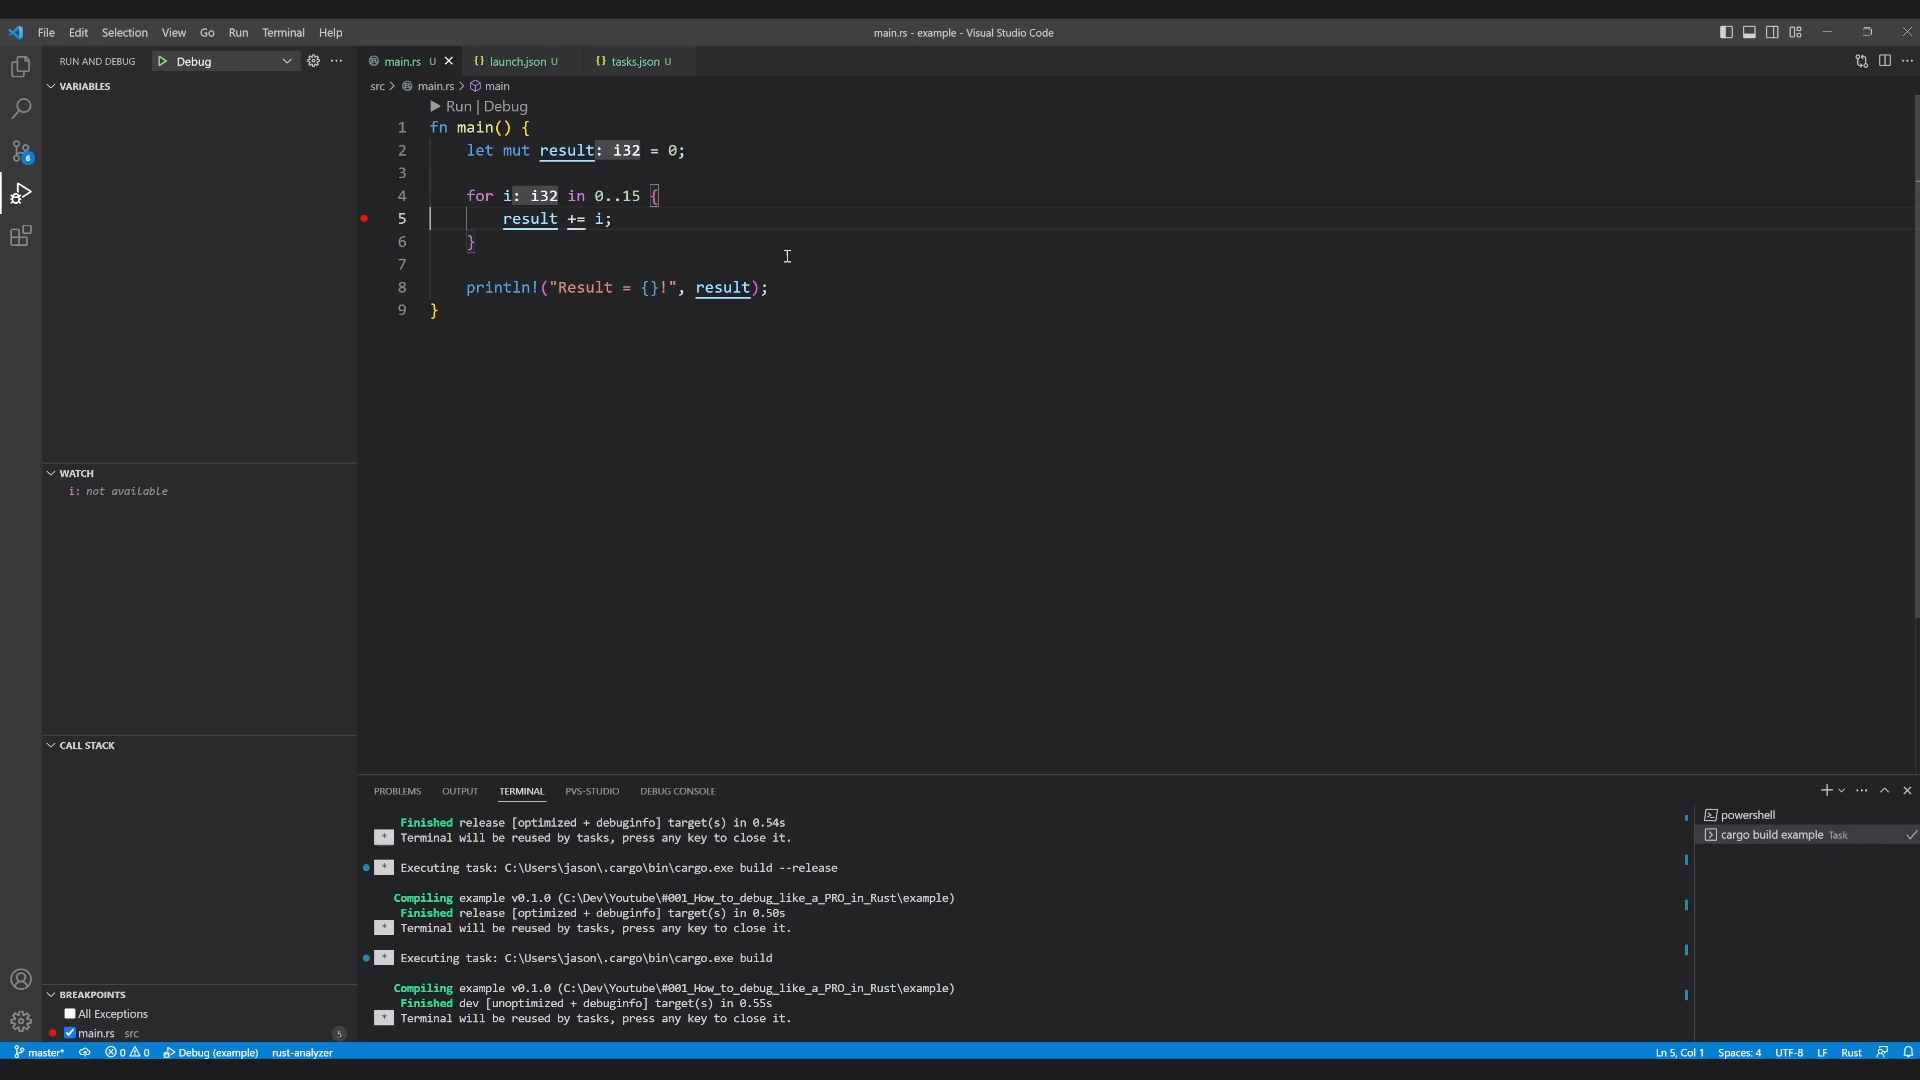 File Edit Selection View Go Run Terminal Help
main.rs - example - Visual Studio Code
RUN AND DEBUG Debug
main.rs U
{} launch.json U
{} tasks.json U
VARIABLES
src > main.rs > main
Run | Debug
1 fn main() {
2 let mut result: i32 = 0;
3
4 for i: i32 in 0..15 {
5 result += i;
6 }
7
8 println!("Result = {}!", result);
9 }
6
WATCH
i: not available
CALL STACK
BREAKPOINTS
All Exceptions
main.rs src 5
PROBLEMS OUTPUT TERMINAL PVS-STUDIO DEBUG CONSOLE
Finished release [optimized + debuginfo] target(s) in 0.54s
* Terminal will be reused by tasks, press any key to close it.
* Executing task: C:\Users\jason\.cargo\bin\cargo.exe build --release
Compiling example v0.1.0 (C:\Dev\Youtube\#001_How_to_debug_like_a_PRO_in_Rust\example)
Finished release [optimized + debuginfo] target(s) in 0.50s
* Terminal will be reused by tasks, press any key to close it.
* Executing task: C:\Users\jason\.cargo\bin\cargo.exe build
Compiling example v0.1.0 (C:\Dev\Youtube\#001_How_to_debug_like_a_PRO_in_Rust\example)
Finished dev [unoptimized + debuginfo] target(s) in 0.55s
* Terminal will be reused by tasks, press any key to close it.
powershell
cargo build example Task
master* 0 0 Debug (example) rust-analyzer
Ln 5, Col 1 Spaces: 4 UTF-8 LF Rust